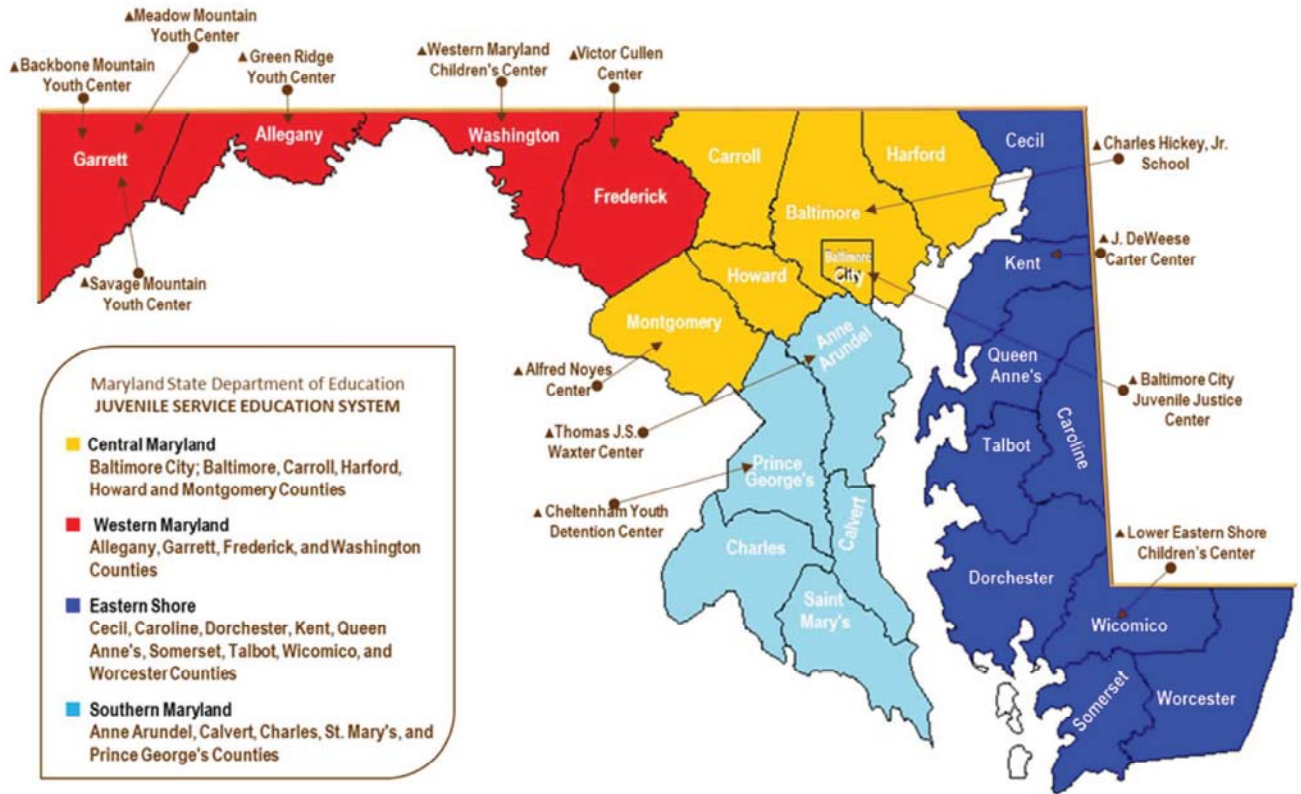 ▲Meadow Mountain
Youth Center
▲Backbone Mountain
Youth Center
▲Green Ridge
Youth Center
▲Western Maryland
Children's Center
▲Victor Cullen
Center
Garrett
Allegany
Washington
Frederick
Carroll
Harford
Cecil
▲Charles Hickey, Jr.
School
Baltimore
Baltimore
City
Kent
▲J. DeWeese
Carter Center
▲Savage Mountain
Youth Center
Howard
Montgomery
Anne
Arundel
Queen
Anne's
▲Alfred Noyes
Center
▲Baltimore City
Juvenile Justice
Center
▲Thomas J.S.
Waxter Center
Talbot
Caroline
Prince
George's
▲Cheltenham Youth
Detention Center
Calvert
Charles
▲Lower Eastern Shore
Children's Center
Dorchester
Saint
Mary's
Wicomico
Somerset
Worcester
Maryland State Department of Education
JUVENILE SERVICE EDUCATION SYSTEM
Central Maryland
Baltimore City; Baltimore, Carroll, Harford,
Howard and Montgomery Counties
Western Maryland
Allegany, Garrett, Frederick, and Washington
Counties
Eastern Shore
Cecil, Caroline, Dorchester, Kent, Queen
Anne's, Somerset, Talbot, Wicomico, and
Worcester Counties
Southern Maryland
Anne Arundel, Calvert, Charles, St. Mary's, and
Prince George's Counties